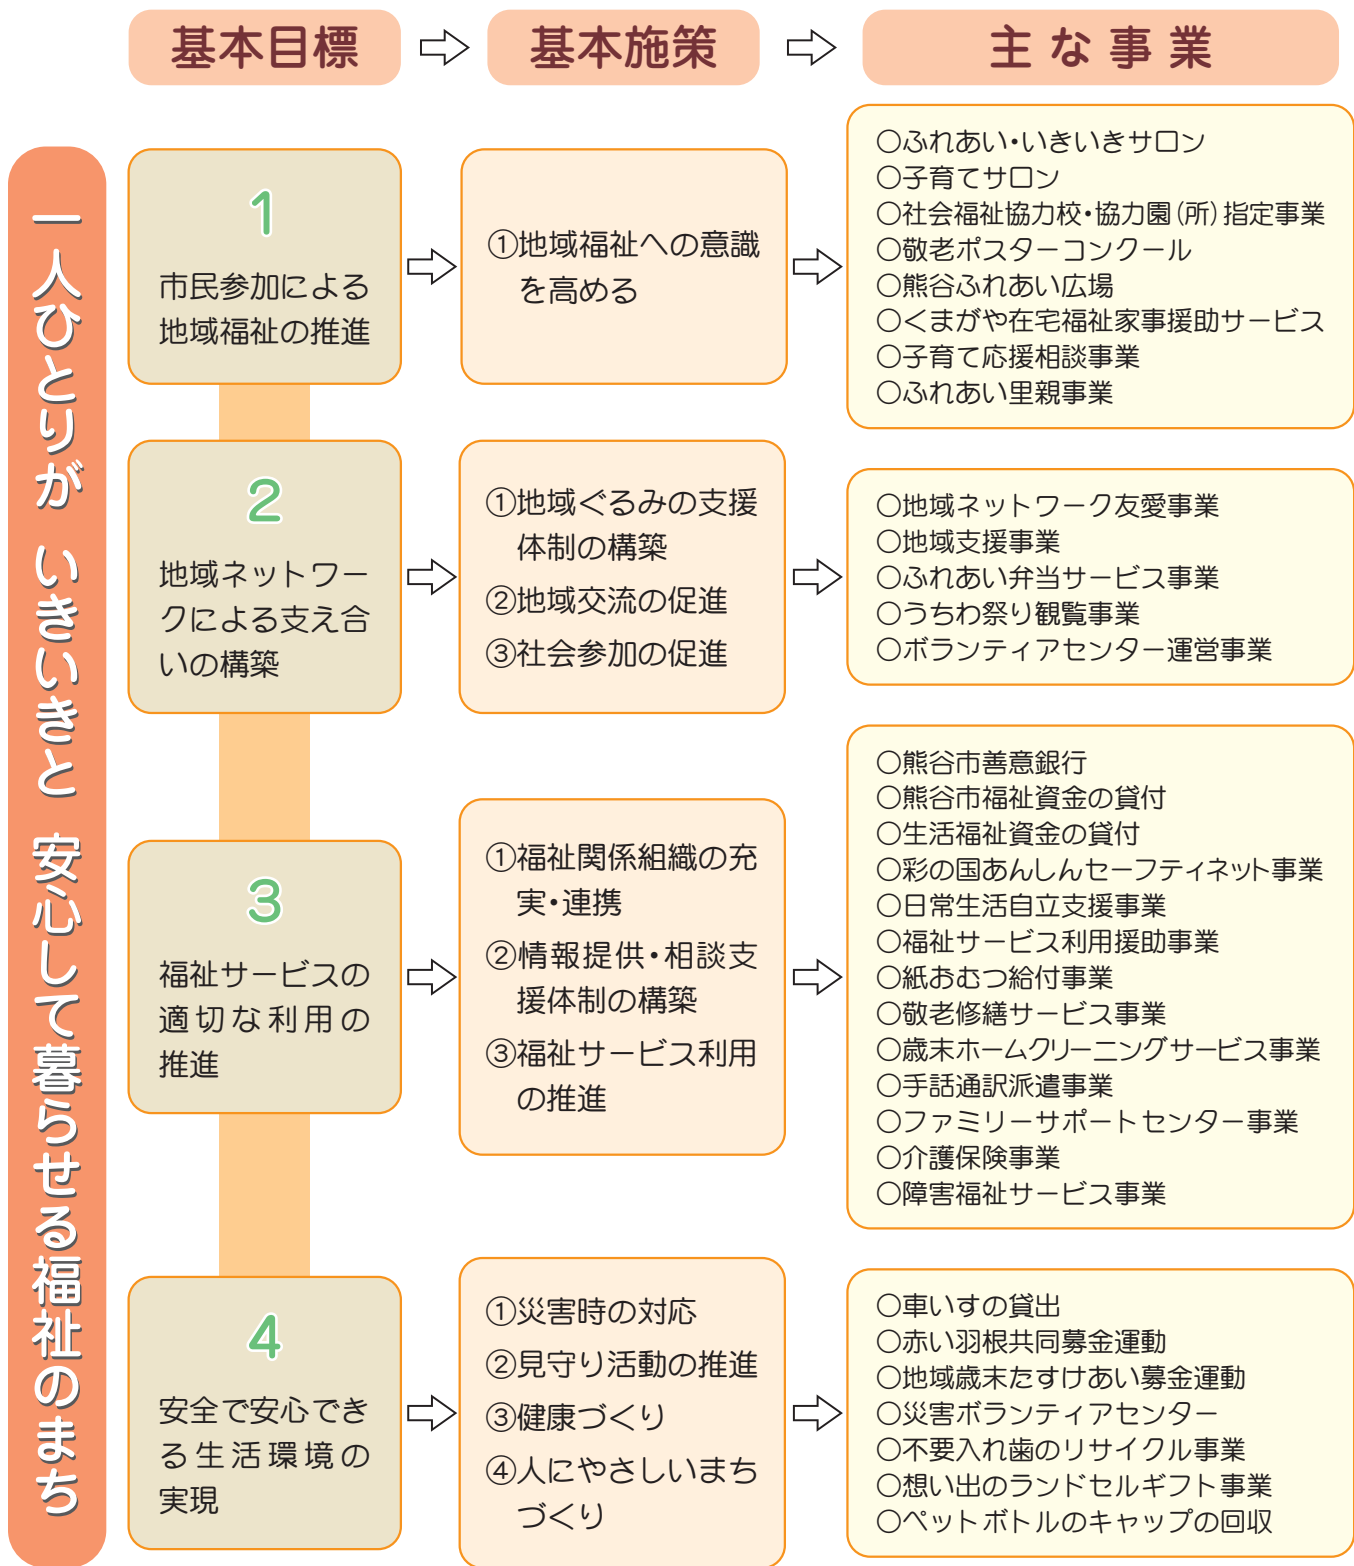 基本目標
基本施策
主な事業
一人ひとりが いきいきと 安心して暮らせる福祉のまち
1
市民参加による
地域福祉の推進
①地域福祉への意識
を高める
○ふれあい・いきいきサロン
○子育てサロン
○社会福祉協力校・協力園(所)指定事業
○敬老ポスターコンクール
○熊谷ふれあい広場
○くまがや在宅福祉家事援助サービス
○子育て応援相談事業
○ふれあい里親事業
2
地域ネットワー
クによる支え合
いの構築
①地域ぐるみの支援
体制の構築
②地域交流の促進
③社会参加の促進
○地域ネットワーク友愛事業
○地域支援事業
○ふれあい弁当サービス事業
○うちわ祭り観覧事業
○ボランティアセンター運営事業
3
福祉サービスの
適切な利用の
推進
①福祉関係組織の充
実・連携
②情報提供・相談支
援体制の構築
③福祉サービス利用
の推進
○熊谷市善意銀行
○熊谷市福祉資金の貸付
○生活福祉資金の貸付
○彩の国あんしんセーフティネット事業
○日常生活自立支援事業
○福祉サービス利用援助事業
○紙おむつ給付事業
○敬老修繕サービス事業
○歳末ホームクリーニングサービス事業
○手話通訳派遣事業
○ファミリーサポートセンター事業
○介護保険事業
○障害福祉サービス事業
4
安全で安心でき
る生活環境の
実現
①災害時の対応
②見守り活動の推進
③健康づくり
④人にやさしいまち
づくり
○車いすの貸出
○赤い羽根共同募金運動
○地域歳末たすけあい募金運動
○災害ボランティアセンター
○不要入れ歯のリサイクル事業
○想い出のランドセルギフト事業
○ペットボトルのキャップの回収